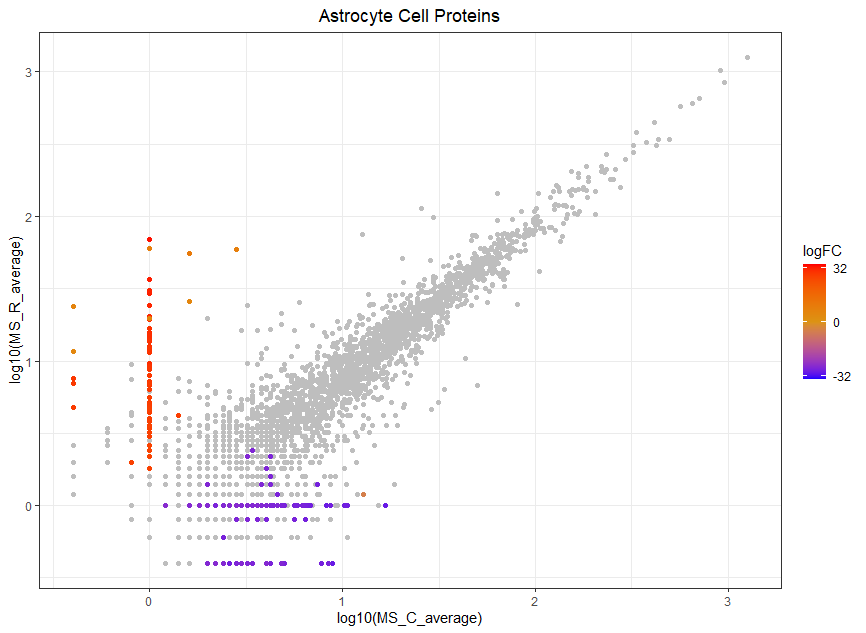 Astrocyte Cell Proteins
log10(MS_R_average)
3
2
1
0
0
1
2
3
log10(MS_C_average)
logFC
32
0
-32